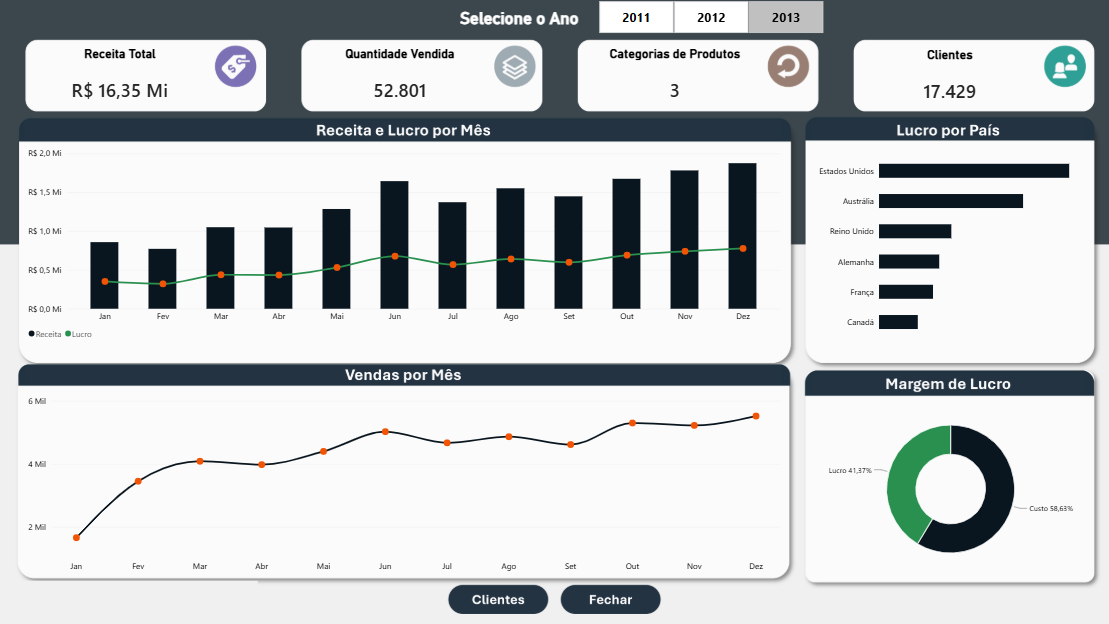 Selecione o Ano
2011
2012
2013
Receita Total
R$ 16,35 Mi
Quantidade Vendida
52.801
Categorias de Produtos
3
Clientes
17.429
Receita e Lucro por Mês
R$ 2,0 Mi
R$ 1,5 Mi
R$ 1,0 Mi
R$ 0,5 Mi
R$ 0,0 Mi
Jan Fev Mar Abr Mai Jun Jul Ago Set Out Nov Dez
Receita Lucro
Lucro por País
Estados Unidos
Austrália
Reino Unido
Alemanha
França
Canadá
Vendas por Mês
6 Mil
4 Mil
2 Mil
Jan Fev Mar Abr Mai Jun Jul Ago Set Out Nov Dez
Margem de Lucro
Lucro 41,37%
Custo 58,63%
Clientes
Fechar